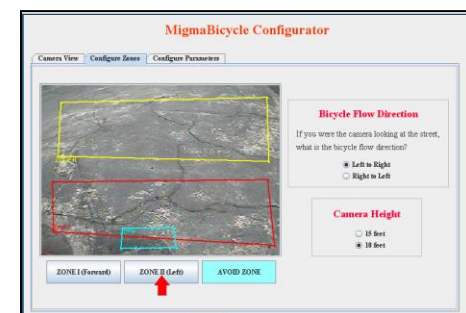 MigmaBicycle Configurator
Camera View Configure Zones Configure Parameters
Bicycle Flow Direction
If you were the camera looking at the street,
what is the bicycle flow direction?
Left to Right
Right to Left
Camera Height
15 feet
18 feet
ZONE I (Forward) ZONE II (Left) AVOID ZONE